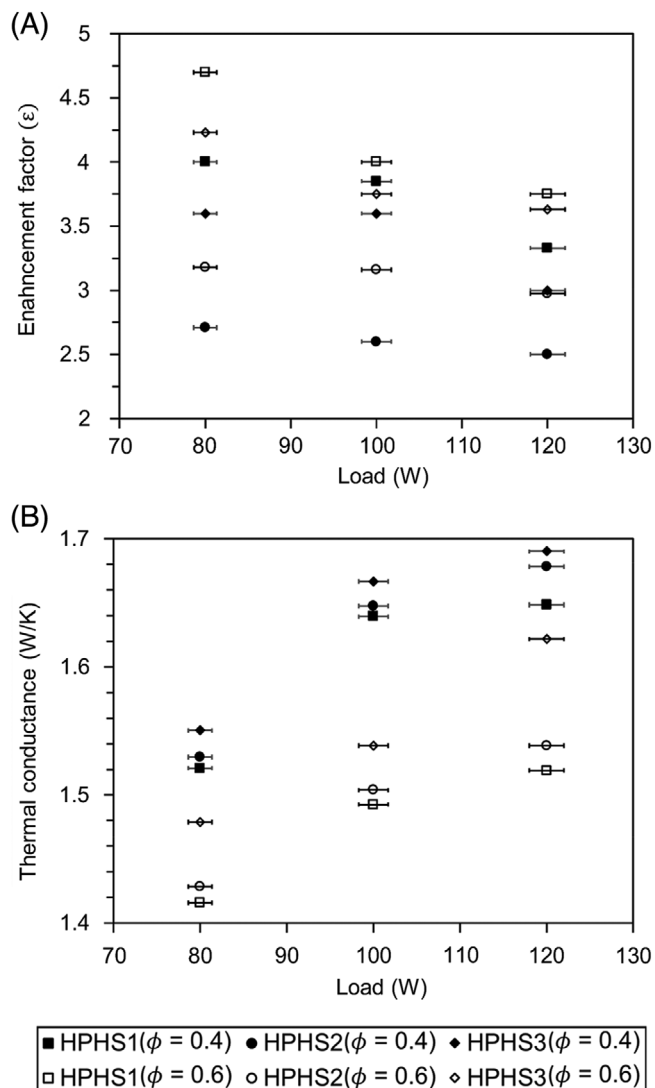 (A)
5
4.5
4
3.5
3
2.5
2
Enahncement factor (ε)
70 80 90 100 110 120 130
Load (W)
(B)
1.7
1.6
1.5
1.4
Thermal conductance (W/K)
70 80 90 100 110 120 130
Load (W)
HPHS1(ϕ = 0.4) HPHS2(ϕ = 0.4) HPHS3(ϕ = 0.4)
HPHS1(ϕ = 0.6) HPHS2(ϕ = 0.6) HPHS3(ϕ = 0.6)